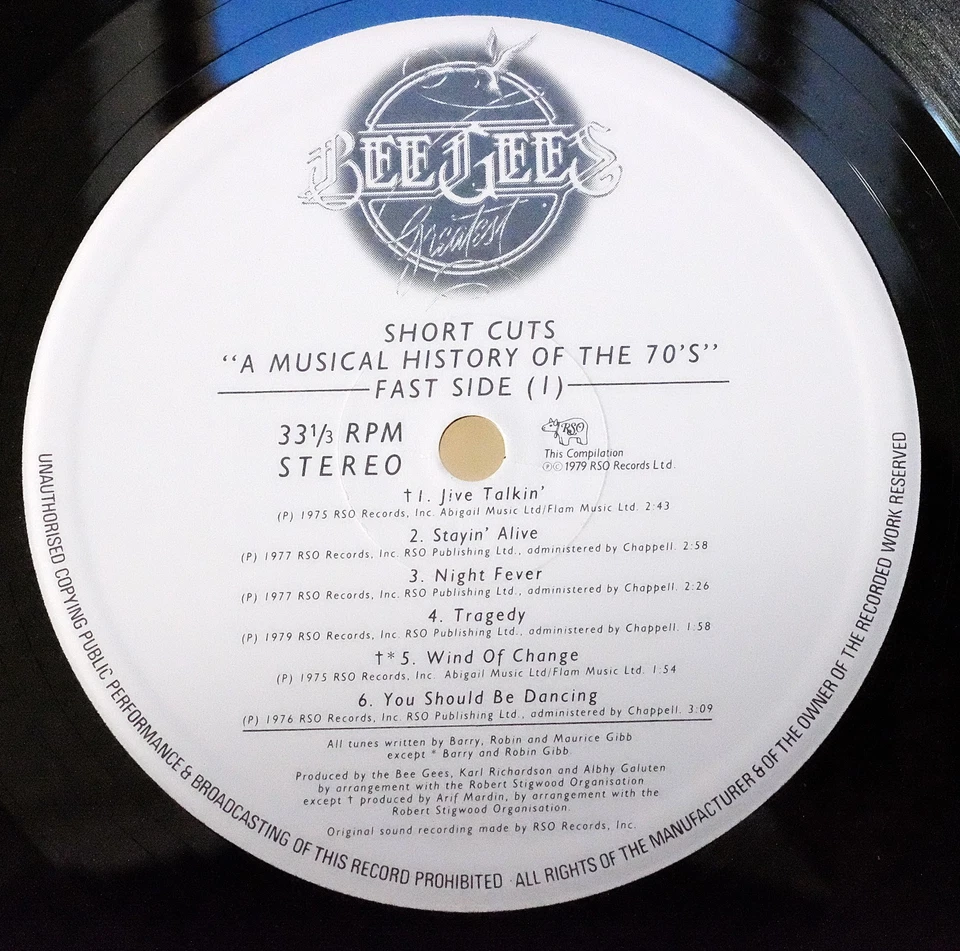 BEE GEES
Greatest
SHORT CUTS
“A MUSICAL HISTORY OF THE 70'S”
FAST SIDE (1)
33⅓ RPM
STEREO
RSO
This Compilation
℗©1979 RSO Records Ltd.
†1. Jive Talkin'
(P) 1975 RSO Records, Inc. Abigail Music Ltd/Flam Music Ltd. 2:43
2. Stayin' Alive
(P) 1977 RSO Records, Inc. RSO Publishing Ltd., administered by Chappell. 2:58
3. Night Fever
(P) 1977 RSO Records, Inc. RSO Publishing Ltd., administered by Chappell. 2:26
4. Tragedy
(P) 1979 RSO Records, Inc. RSO Publishing Ltd., administered by Chappell. 1:58
†*5. Wind Of Change
(P) 1975 RSO Records, Inc. Abigail Music Ltd/Flam Music Ltd. 1:54
6. You Should Be Dancing
(P) 1976 RSO Records, Inc. RSO Publishing Ltd., administered by Chappell. 3:09
All tunes written by Barry, Robin and Maurice Gibb
except * Barry and Robin Gibb
Produced by the Bee Gees, Karl Richardson and Albhy Galuten
by arrangement with the Robert Stigwood Organisation
except † produced by Arif Mardin, by arrangement with the
Robert Stigwood Organisation.
Original sound recording made by RSO Records, Inc.
UNAUTHORISED COPYING PUBLIC PERFORMANCE & BROADCASTING OF THIS RECORD PROHIBITED · ALL RIGHTS OF THE MANUFACTURER & OF THE OWNER OF THE RECORDED WORK RESERVED